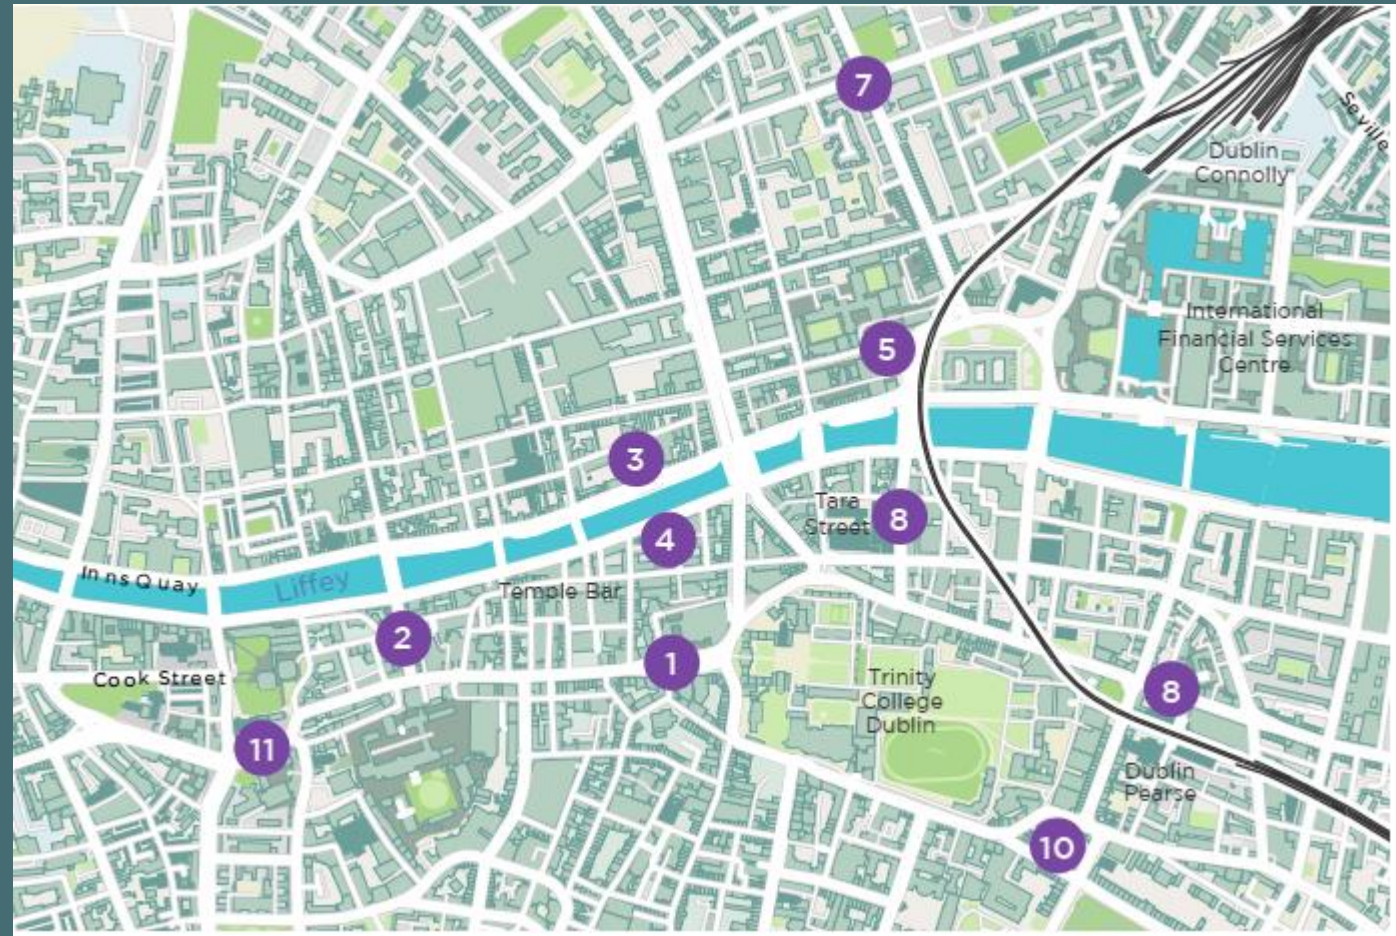 7
Seville
Dublin
Connolly
International
Financial Services
Centre
5
3
Tara
Street
8
4
Inns Quay
Liffey
Temple Bar
2
1
Cook Street
Trinity
College
Dublin
8
11
Dublin
Pearse
10